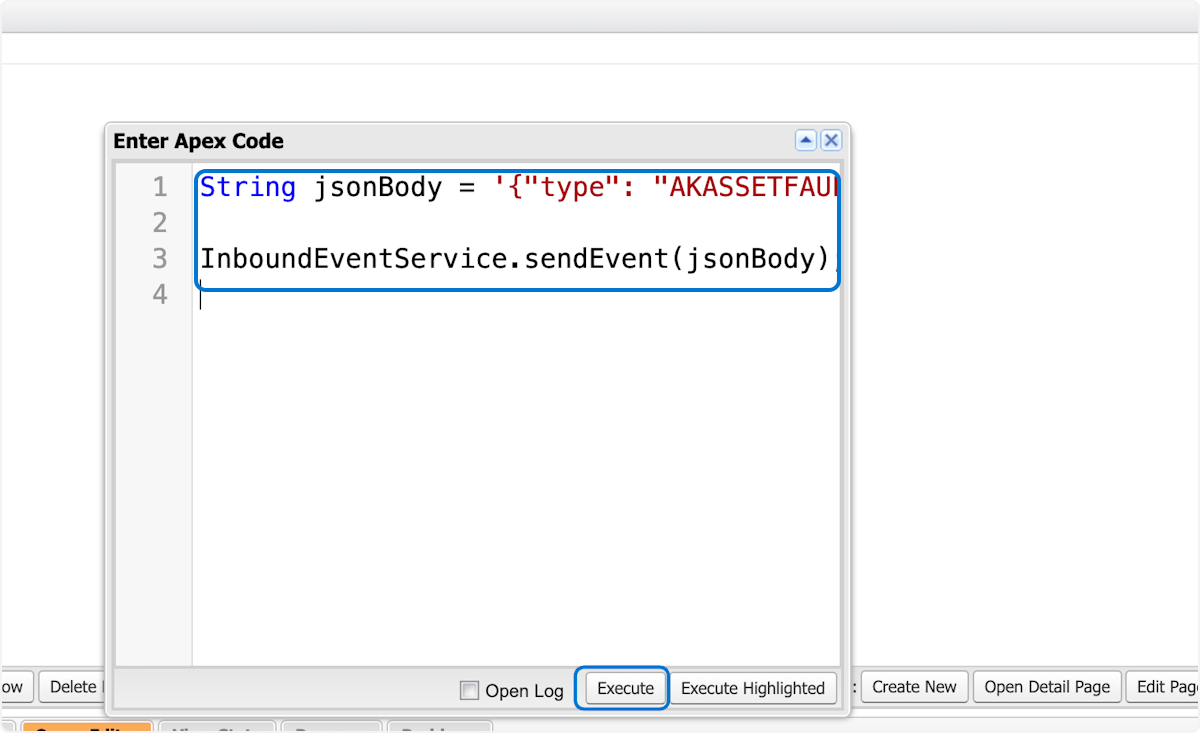 Enter Apex Code
1 String jsonBody = '{"type": "AKASSETFAU
2
3 InboundEventService.sendEvent(jsonBody)
4
Open Log Execute Execute Highlighted
ow Delete : Create New Open Detail Page Edit Pag